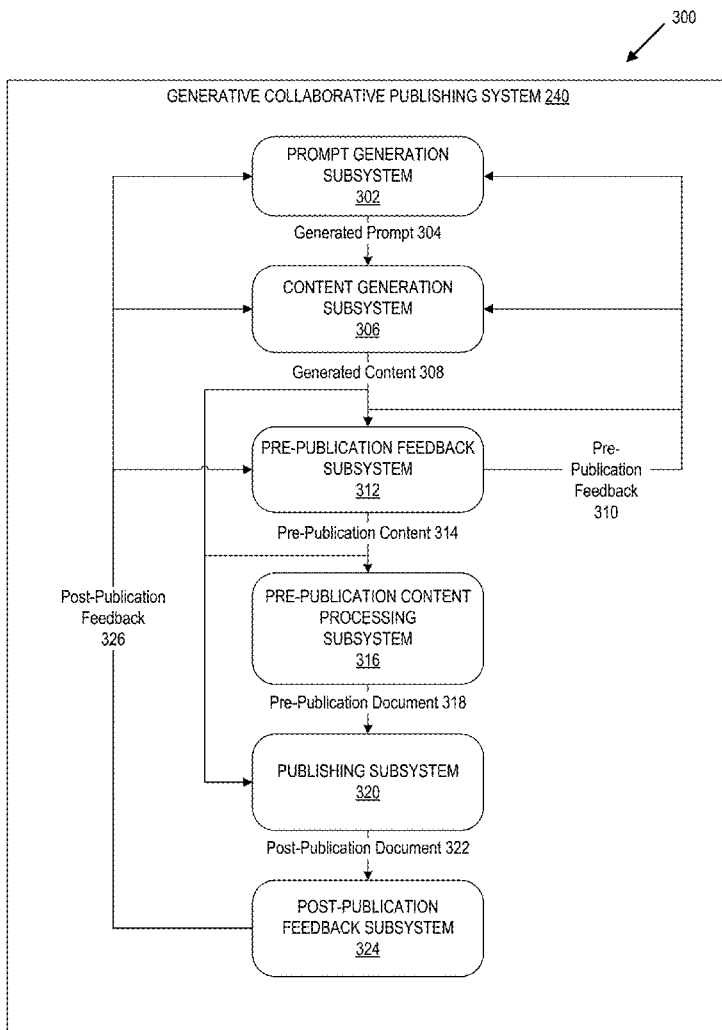 300
GENERATIVE COLLABORATIVE PUBLISHING SYSTEM 240
PROMPT GENERATION
SUBSYSTEM
302
Generated Prompt 304
CONTENT GENERATION
SUBSYSTEM
306
Generated Content 308
PRE-PUBLICATION FEEDBACK
SUBSYSTEM
312
Pre-
Publication
Feedback
310
Pre-Publication Content 314
PRE-PUBLICATION CONTENT
PROCESSING
SUBSYSTEM
316
Post-Publication
Feedback
326
Pre-Publication Document 318
PUBLISHING SUBSYSTEM
320
Post-Publication Document 322
POST-PUBLICATION
FEEDBACK SUBSYSTEM
324